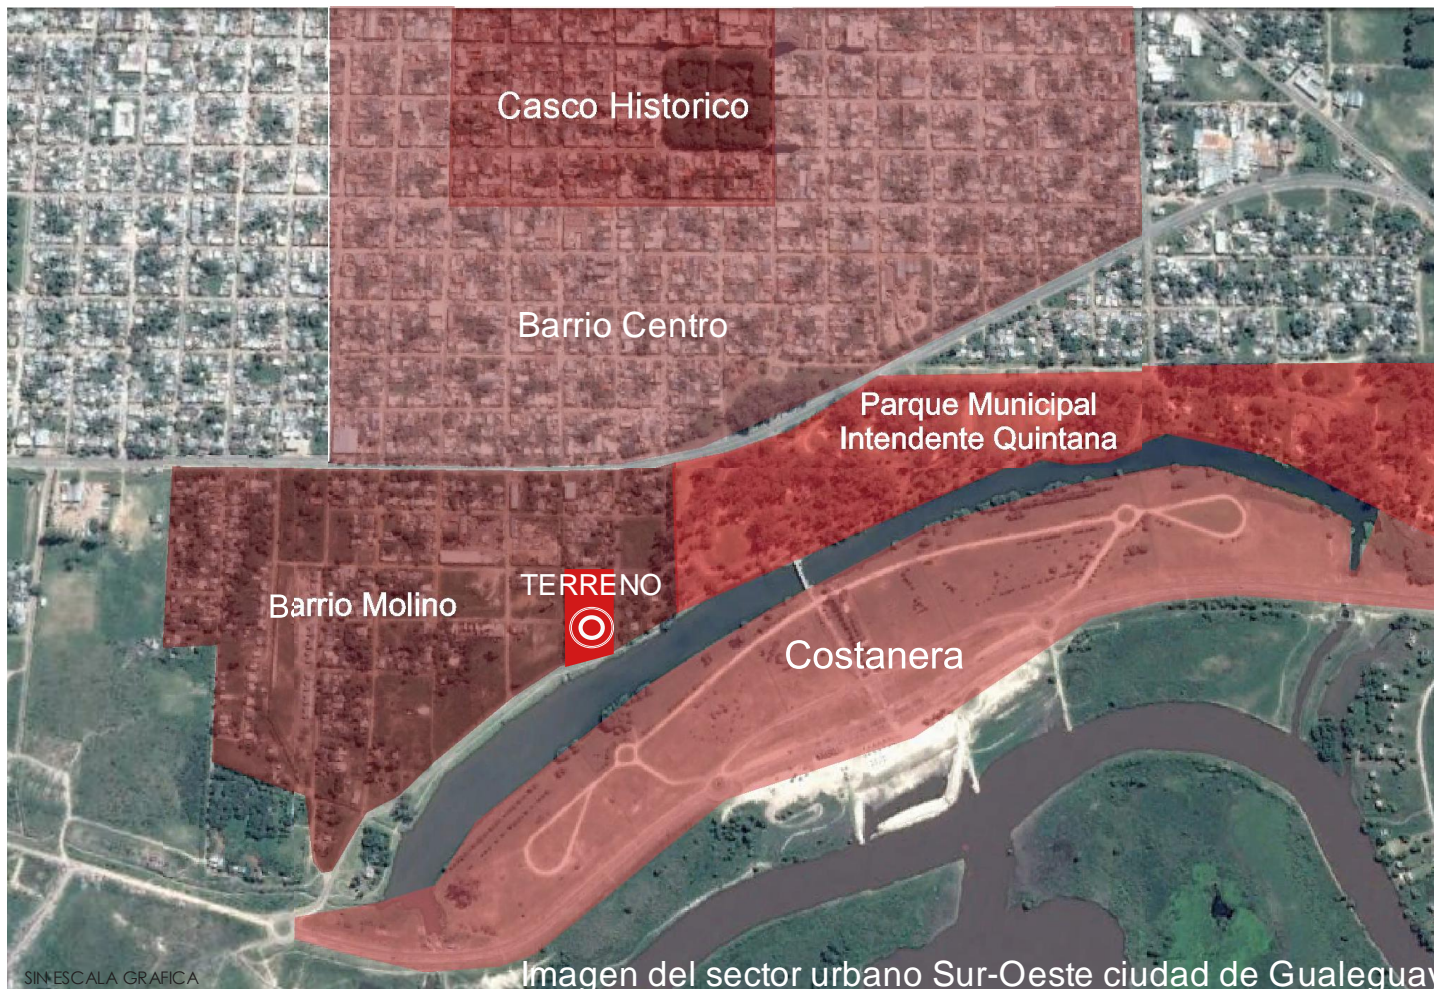 Casco Historico
Barrio Centro
Parque Municipal
Intendente Quintana
TERRENO
Barrio Molino
Costanera
SIN ESCALA GRAFICA
Imagen del sector urbano Sur-Oeste ciudad de Gualeguay